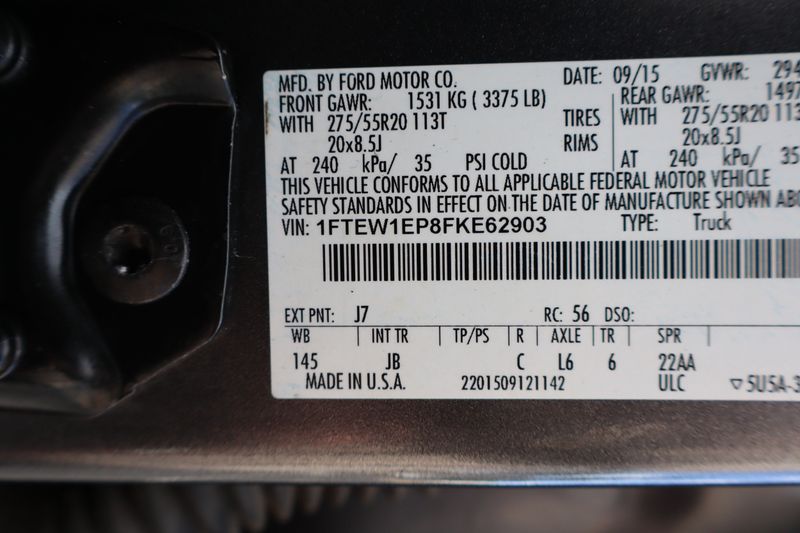 MFD. BY FORD MOTOR CO. DATE: 09/15 GVWR: 294
FRONT GAWR: 1531 KG ( 3375 LB) REAR GAWR: 1497
WITH 275/55R20 113T TIRES WITH 275/55R20 113
20x8.5J RIMS 20x8.5J
AT 240 kPa/ 35 PSI COLD AT 240 kPa/ 35
THIS VEHICLE CONFORMS TO ALL APPLICABLE FEDERAL MOTOR VEHICLE
SAFETY STANDARDS IN EFFECT ON THE DATE OF MANUFACTURE SHOWN ABO
VIN: 1FTEW1EP8FKE62903 TYPE: Truck
EXT PNT: J7 RC: 56 DSO:
WB INT TR TP/PS R AXLE TR SPR
145 JB C L6 6 22AA
MADE IN U.S.A. 2201509121142 ULC ▽5U5A-3